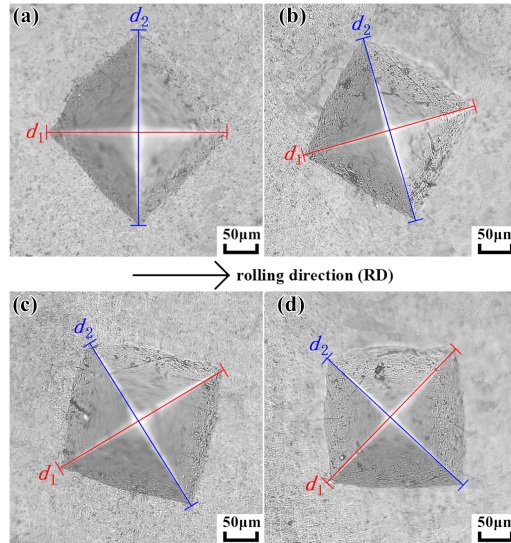 (a)
d₂
d₁
50μm
(b)
d₂
d₁
50μm
rolling direction (RD)
(c)
d₂
d₁
50μm
(d)
d₂
d₁
50μm